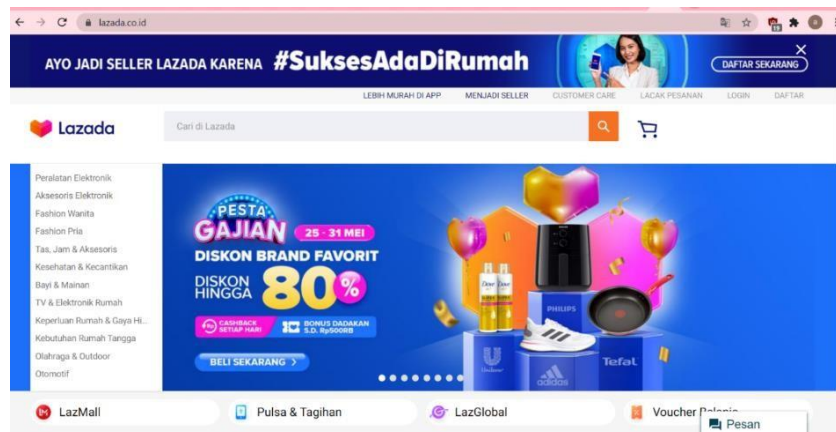 lazada.co.id
AYO JADI SELLER LAZADA KARENA #SuksesAdaDiRumah
DAFTAR SEKARANG
LEBIH MURAH DI APP MENJADI SELLER CUSTOMER CARE LACAK PESANAN LOGIN DAFTAR
Lazada
Cari di Lazada
Peralatan Elektronik
Aksesoris Elektronik
Fashion Wanita
Fashion Pria
Tas, Jam & Aksesoris
Kesehatan & Kecantikan
Bayi & Mainan
TV & Elektronik Rumah
Keperluan Rumah & Gaya Hi...
Kebutuhan Rumah Tangga
Olahraga & Outdoor
Otomotif
PESTA
GAJIAN 25 - 31 MEI
DISKON BRAND FAVORIT
DISKON
HINGGA 80%
CASHBACK
SETIAP HARI
BONUS DADAKAN
S.D. Rp500RB
BELI SEKARANG >
Dove Dove
PHILIPS
Unilever
adidas
Tefal
LazMall
Pulsa & Tagihan
LazGlobal
Voucher
Pesan